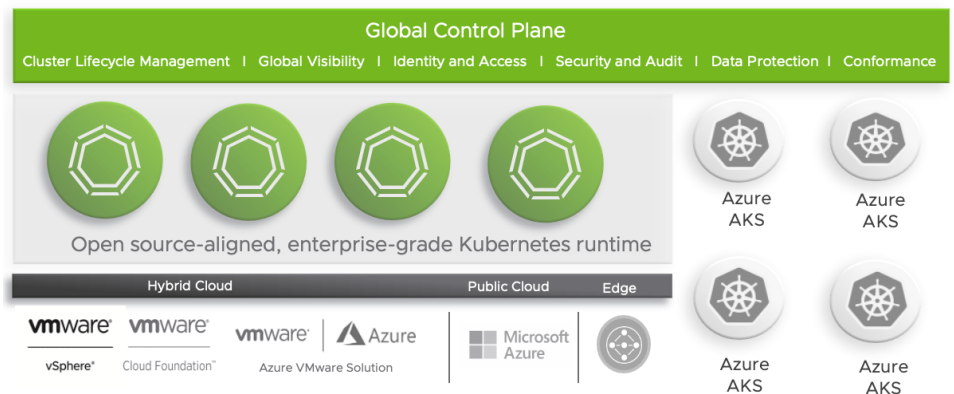 Global Control Plane
Cluster Lifecycle Management | Global Visibility | Identity and Access | Security and Audit | Data Protection | Conformance
Open source-aligned, enterprise-grade Kubernetes runtime
Hybrid Cloud
Public Cloud
Edge
vmware®
vSphere®
vmware®
Cloud Foundation™
vmware®
Azure
Azure VMware Solution
Microsoft
Azure
Azure
AKS
Azure
AKS
Azure
AKS
Azure
AKS